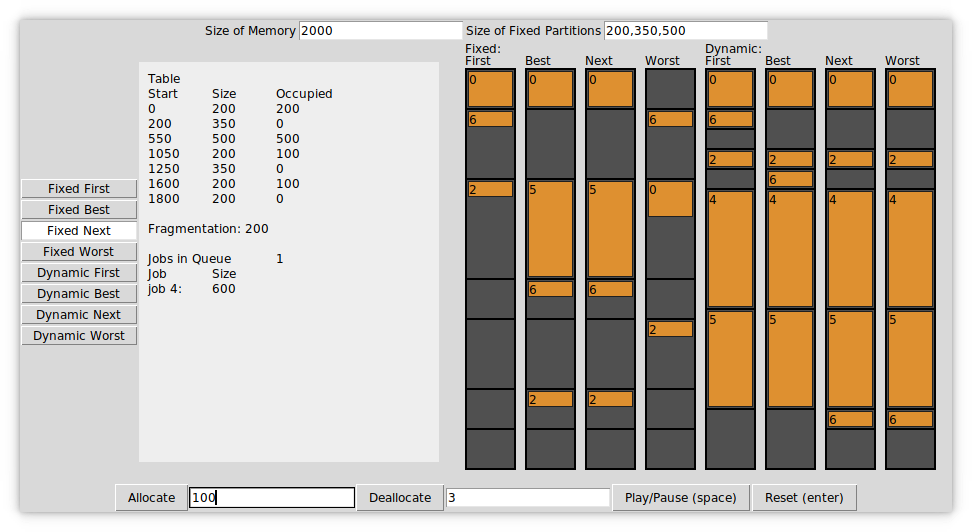 Size of Memory 2000 Size of Fixed Partitions 200,350,500
Fixed: Dynamic:
First Best Next Worst First Best Next Worst
Table
Start Size Occupied
0 200 200
200 350 0
550 500 500
1050 200 100
1250 350 0
1600 200 100
1800 200 0
Fragmentation: 200
Jobs in Queue 1
Job Size
job 4: 600
Fixed First
Fixed Best
Fixed Next
Fixed Worst
Dynamic First
Dynamic Best
Dynamic Next
Dynamic Worst
0 0 0 0 0 0 0
6 6 6
2 2 2 2
6
2 5 5 0
4 4 4 4
6 6
5 5 5 5
2
2 2
6 6
Allocate 100 Deallocate 3 Play/Pause (space) Reset (enter)